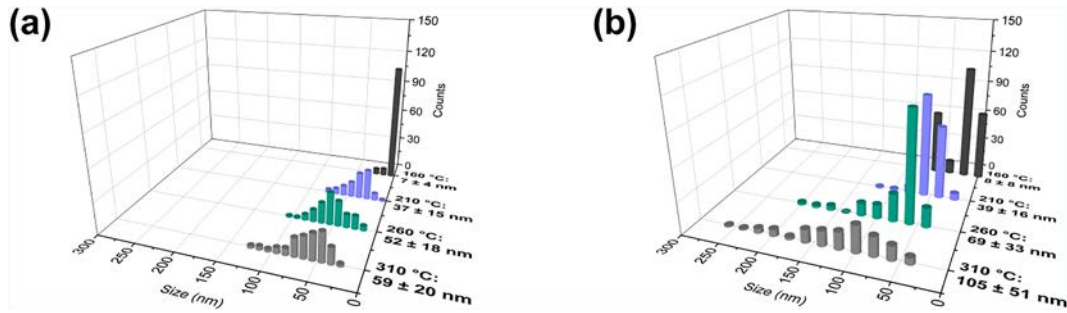 (a)
150
120
90
60
30
0
Counts
160 °C:
7 ± 4 nm
210 °C:
37 ± 15 nm
260 °C:
52 ± 18 nm
310 °C:
59 ± 20 nm
300
250
200
150
100
50
0
Size (nm)
(b)
150
120
90
60
30
0
Counts
160 °C:
8 ± 8 nm
210 °C:
39 ± 16 nm
260 °C:
69 ± 33 nm
310 °C:
105 ± 51 nm
300
250
200
150
100
50
0
Size (nm)